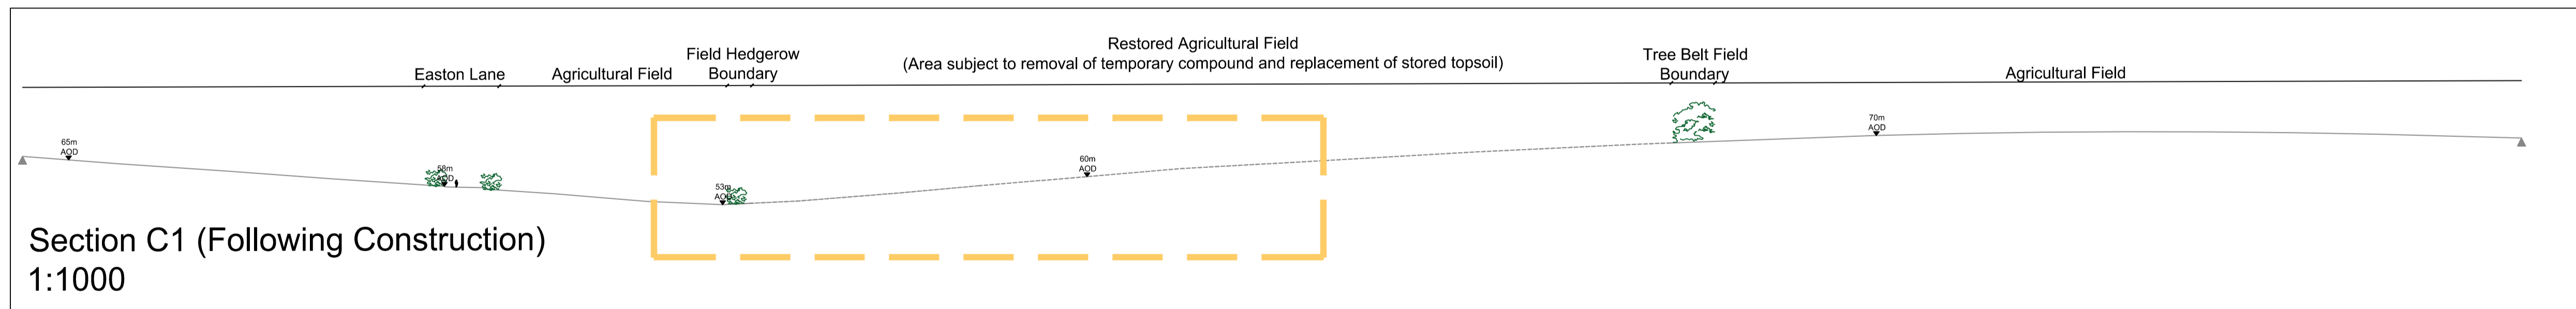 Easton Lane
Agricultural Field
Field Hedgerow
Boundary
Restored Agricultural Field
(Area subject to removal of temporary compound and replacement of stored topsoil)
Tree Belt Field
Boundary
Agricultural Field
65m
AOD
58m
AOD
53m
AOD
60m
AOD
70m
AOD
Section C1 (Following Construction)
1:1000